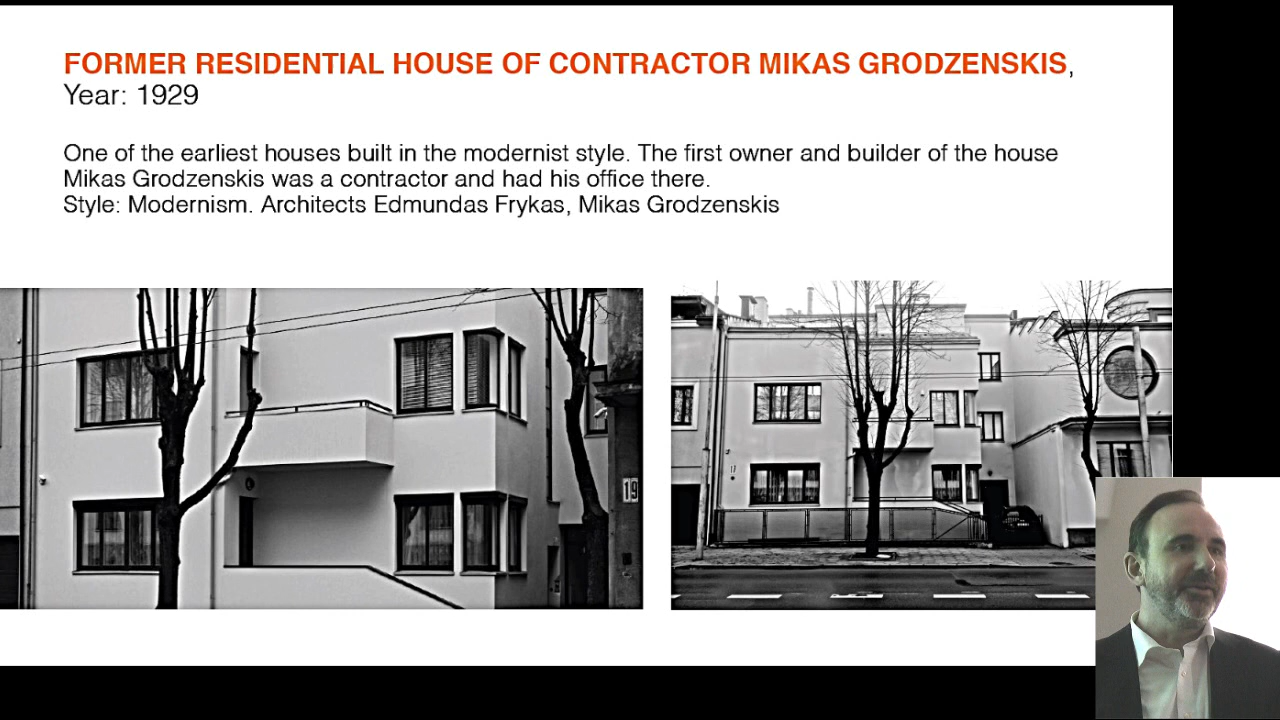 FORMER RESIDENTIAL HOUSE OF CONTRACTOR MIKAS GRODZENSKIS,
Year: 1929
One of the earliest houses built in the modernist style. The first owner and builder of the house
Mikas Grodzenskis was a contractor and had his office there.
Style: Modernism. Architects Edmundas Frykas, Mikas Grodzenskis
19
17